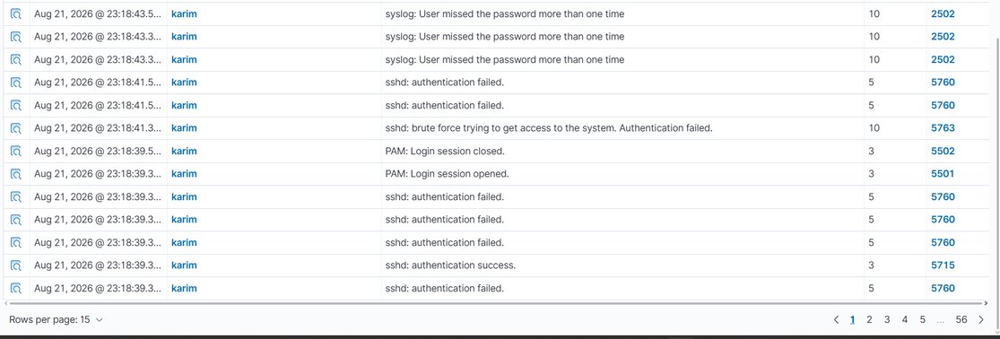 Aug 21, 2026 @ 23:18:43.5... karim syslog: User missed the password more than one time 10 2502
Aug 21, 2026 @ 23:18:43.3... karim syslog: User missed the password more than one time 10 2502
Aug 21, 2026 @ 23:18:43.3... karim syslog: User missed the password more than one time 10 2502
Aug 21, 2026 @ 23:18:41.5... karim sshd: authentication failed. 5 5760
Aug 21, 2026 @ 23:18:41.5... karim sshd: authentication failed. 5 5760
Aug 21, 2026 @ 23:18:41.3... karim sshd: brute force trying to get access to the system. Authentication failed. 10 5763
Aug 21, 2026 @ 23:18:39.5... karim PAM: Login session closed. 3 5502
Aug 21, 2026 @ 23:18:39.3... karim PAM: Login session opened. 3 5501
Aug 21, 2026 @ 23:18:39.3... karim sshd: authentication failed. 5 5760
Aug 21, 2026 @ 23:18:39.3... karim sshd: authentication failed. 5 5760
Aug 21, 2026 @ 23:18:39.3... karim sshd: authentication failed. 5 5760
Aug 21, 2026 @ 23:18:39.3... karim sshd: authentication success. 3 5715
Aug 21, 2026 @ 23:18:39.3... karim sshd: authentication failed. 5 5760
Rows per page: 15 1 2 3 4 5 ... 56